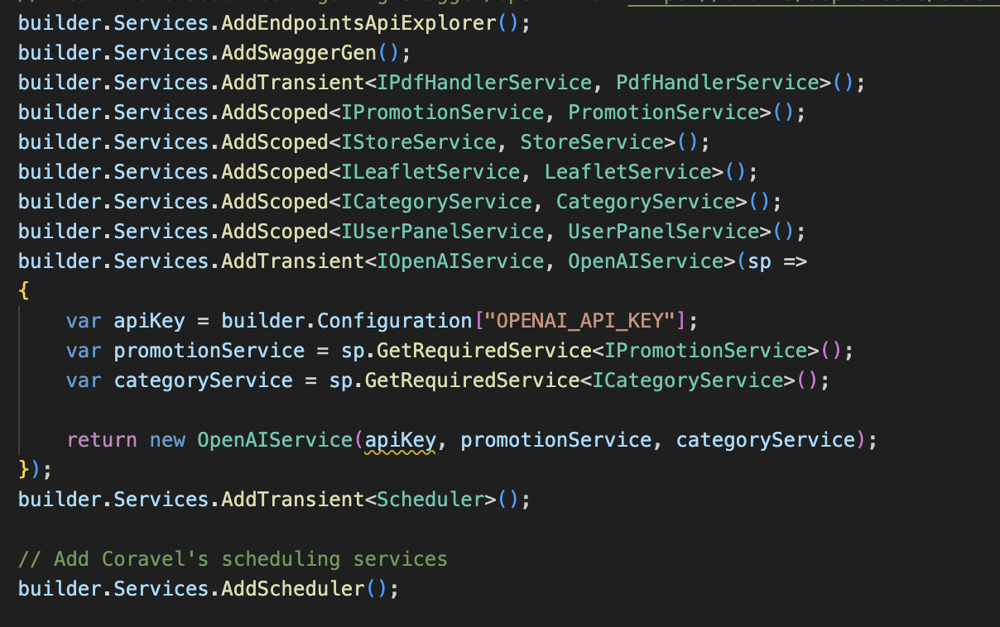 builder.Services.AddEndpointsApiExplorer();
builder.Services.AddSwaggerGen();
builder.Services.AddTransient<IPdfHandlerService, PdfHandlerService>();
builder.Services.AddScoped<IPromotionService, PromotionService>();
builder.Services.AddScoped<IStoreService, StoreService>();
builder.Services.AddScoped<ILeafletService, LeafletService>();
builder.Services.AddScoped<ICategoryService, CategoryService>();
builder.Services.AddScoped<IUserPanelService, UserPanelService>();
builder.Services.AddTransient<IOpenAIService, OpenAIService>(sp =>
{
    var apiKey = builder.Configuration["OPENAI_API_KEY"];
    var promotionService = sp.GetRequiredService<IPromotionService>();
    var categoryService = sp.GetRequiredService<ICategoryService>();

    return new OpenAIService(apiKey, promotionService, categoryService);
});
builder.Services.AddTransient<Scheduler>();

// Add Coravel's scheduling services
builder.Services.AddScheduler();